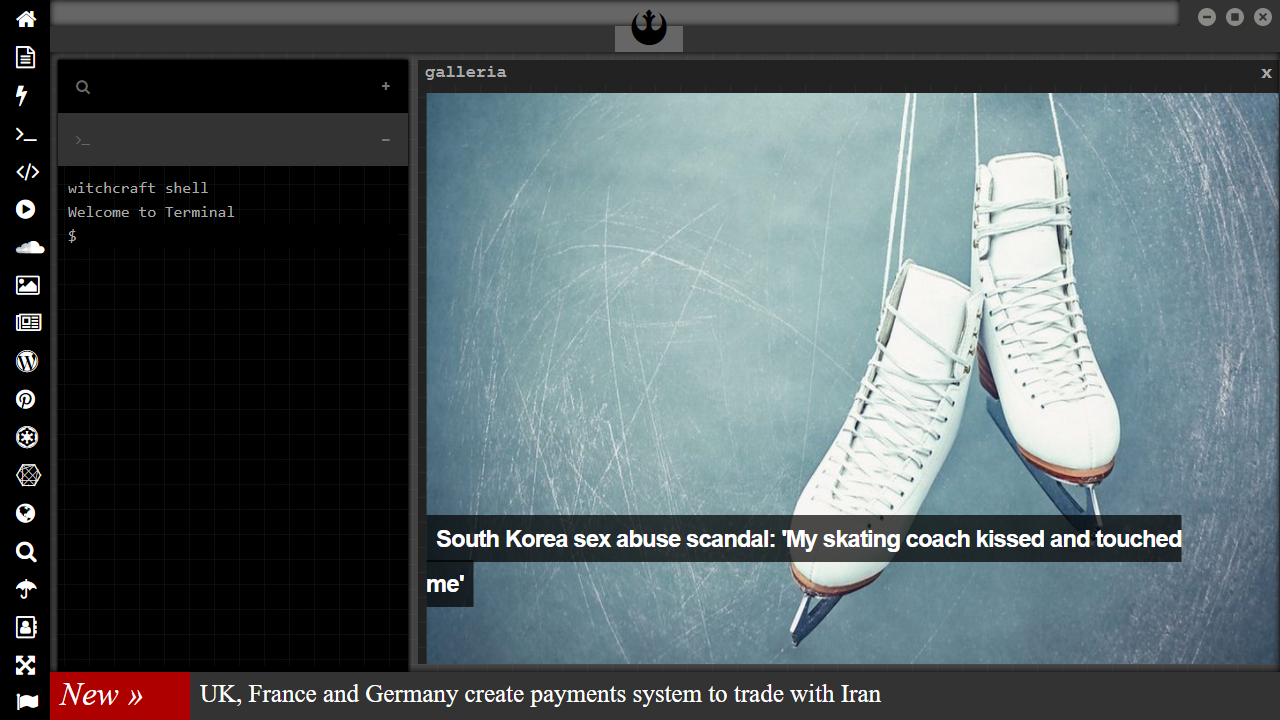 galleria x
+
>_ −
witchcraft shell
Welcome to Terminal
$
South Korea sex abuse scandal: 'My skating coach kissed and touched
me'
New » UK, France and Germany create payments system to trade with Iran